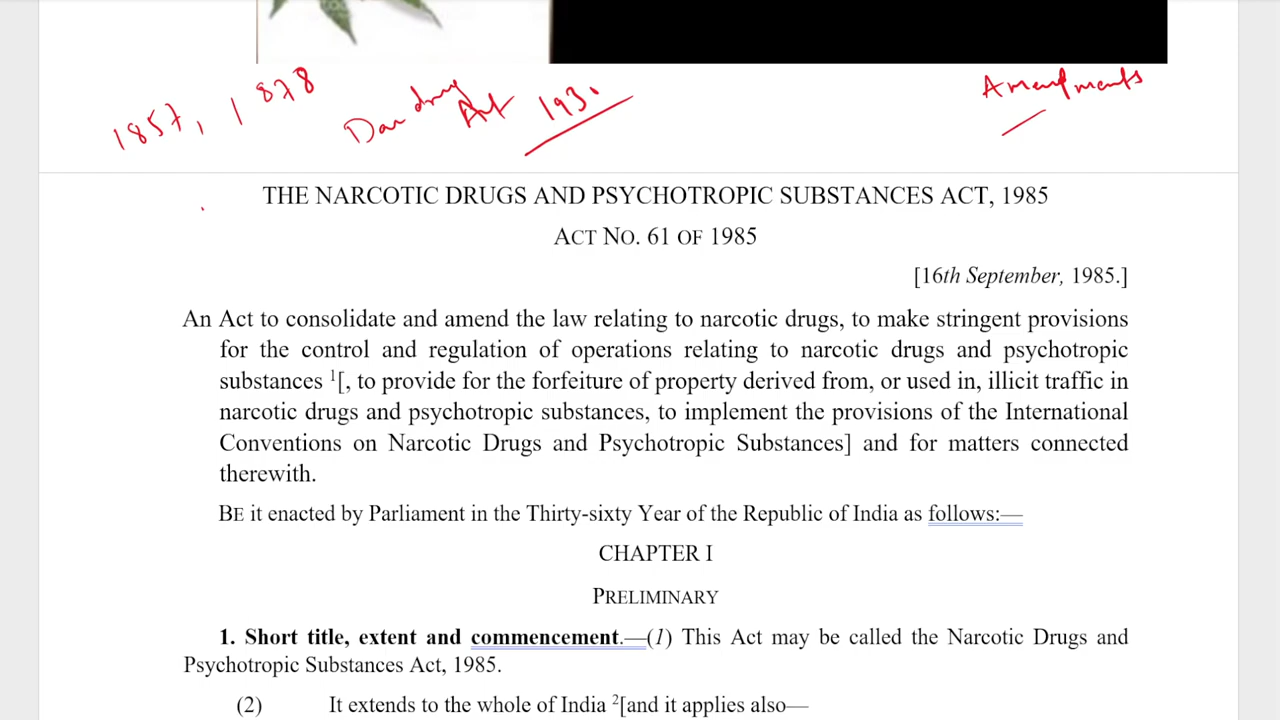 1857, 1878
Dan drug
Act 1930
Amendments
THE NARCOTIC DRUGS AND PSYCHOTROPIC SUBSTANCES ACT, 1985
ACT NO. 61 OF 1985
[16th September, 1985.]
An Act to consolidate and amend the law relating to narcotic drugs, to make stringent provisions
for the control and regulation of operations relating to narcotic drugs and psychotropic
substances 1[, to provide for the forfeiture of property derived from, or used in, illicit traffic in
narcotic drugs and psychotropic substances, to implement the provisions of the International
Conventions on Narcotic Drugs and Psychotropic Substances] and for matters connected
therewith.
BE it enacted by Parliament in the Thirty-sixty Year of the Republic of India as follows:—
CHAPTER I
PRELIMINARY
1. Short title, extent and commencement.—(1) This Act may be called the Narcotic Drugs and
Psychotropic Substances Act, 1985.
(2) It extends to the whole of India 2[and it applies also—